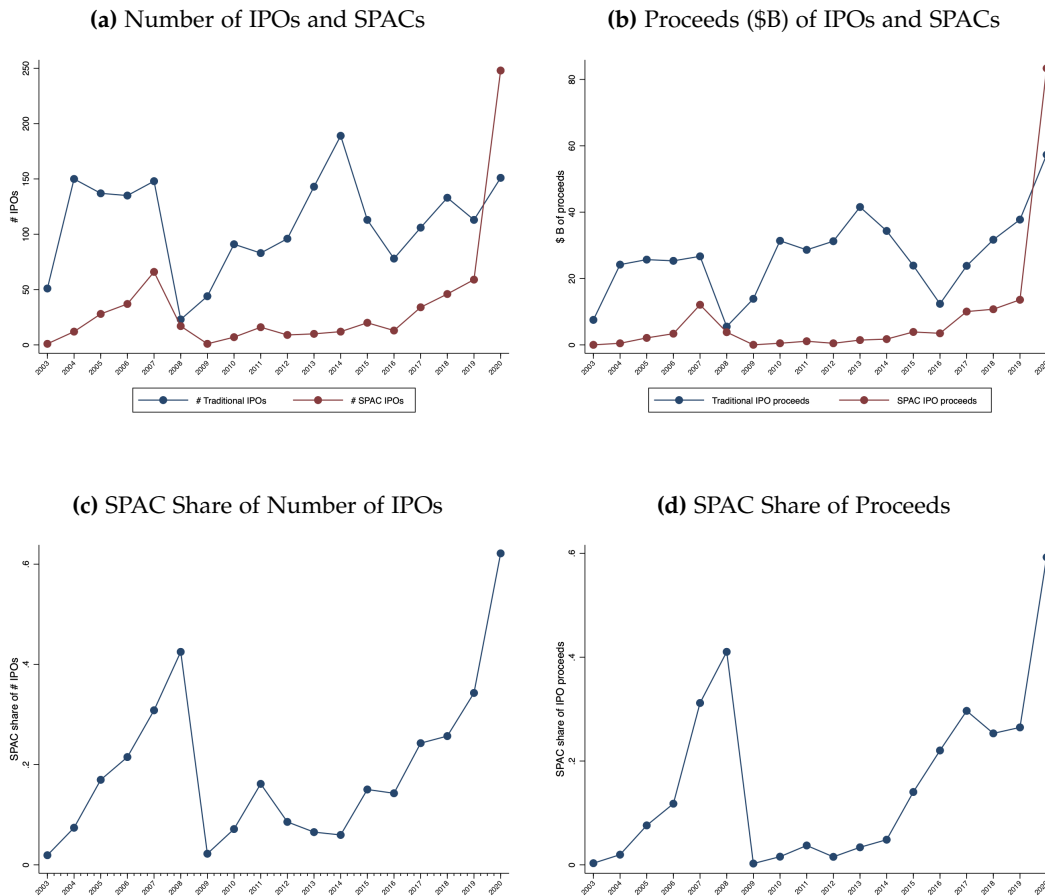 (a) Number of IPOs and SPACs
# IPOs
250
200
150
100
50
0
2003 2004 2005 2006 2007 2008 2009 2010 2011 2012 2013 2014 2015 2016 2017 2018 2019 2020
# Traditional IPOs # SPAC IPOs
(b) Proceeds ($B) of IPOs and SPACs
$ B of proceeds
80
60
40
20
0
2003 2004 2005 2006 2007 2008 2009 2010 2011 2012 2013 2014 2015 2016 2017 2018 2019 2020
Traditional IPO proceeds SPAC IPO proceeds
(c) SPAC Share of Number of IPOs
SPAC share of # IPOs
.6
.4
.2
0
2003 2004 2005 2006 2007 2008 2009 2010 2011 2012 2013 2014 2015 2016 2017 2018 2019 2020
(d) SPAC Share of Proceeds
SPAC share of IPO proceeds
.6
.4
.2
0
2003 2004 2005 2006 2007 2008 2009 2010 2011 2012 2013 2014 2015 2016 2017 2018 2019 2020